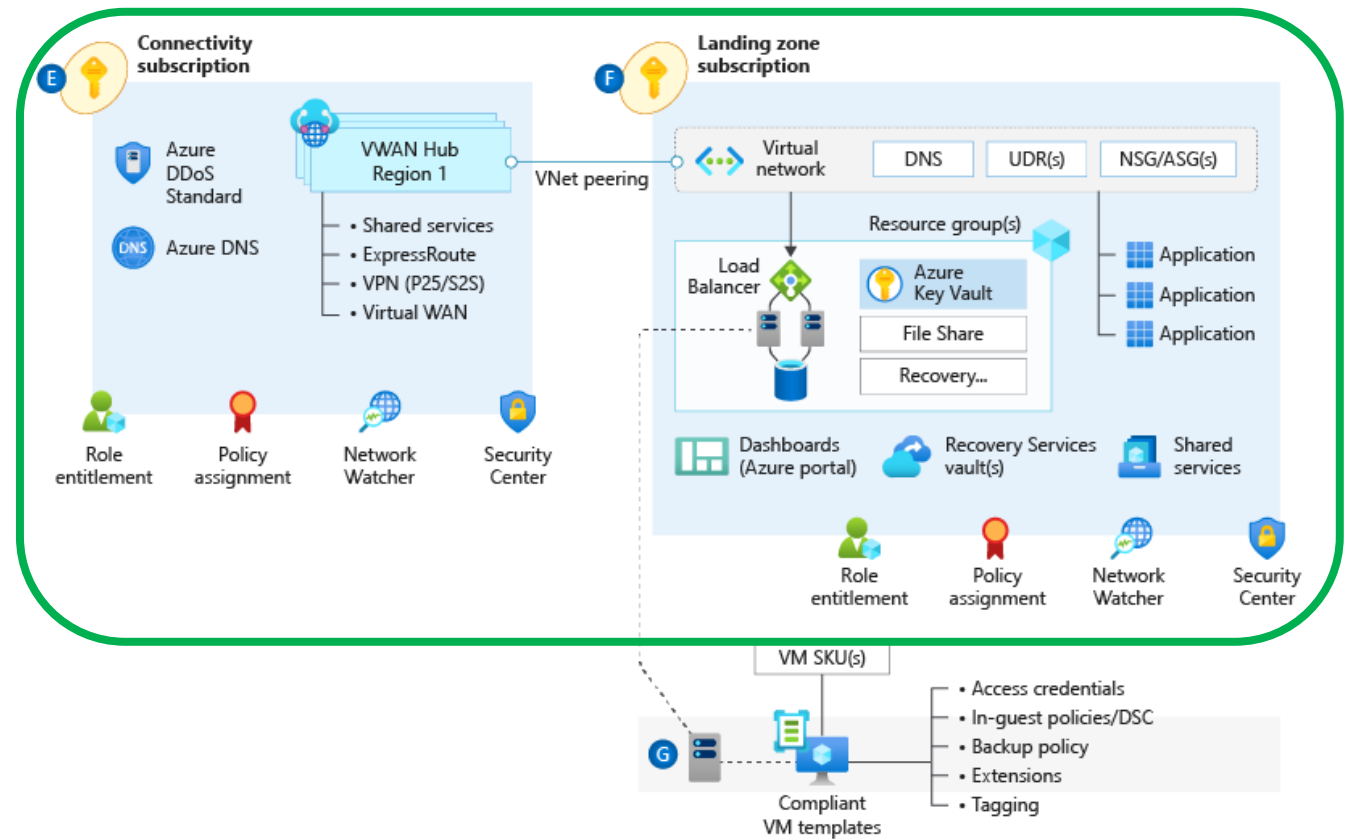 E
Connectivity
subscription
Azure
DDoS
Standard
DNS
Azure DNS
VWAN Hub
Region 1
• Shared services
• ExpressRoute
• VPN (P25/S2S)
• Virtual WAN
Role
entitlement
Policy
assignment
Network
Watcher
Security
Center
VNet peering
F
Landing zone
subscription
Virtual
network
DNS
UDR(s)
NSG/ASG(s)
Resource group(s)
Load
Balancer
Azure
Key Vault
File Share
Recovery...
Application
Application
Application
Dashboards
(Azure portal)
Recovery Services
vault(s)
Shared
services
Role
entitlement
Policy
assignment
Network
Watcher
Security
Center
VM SKU(s)
G
Compliant
VM templates
• Access credentials
• In-guest policies/DSC
• Backup policy
• Extensions
• Tagging